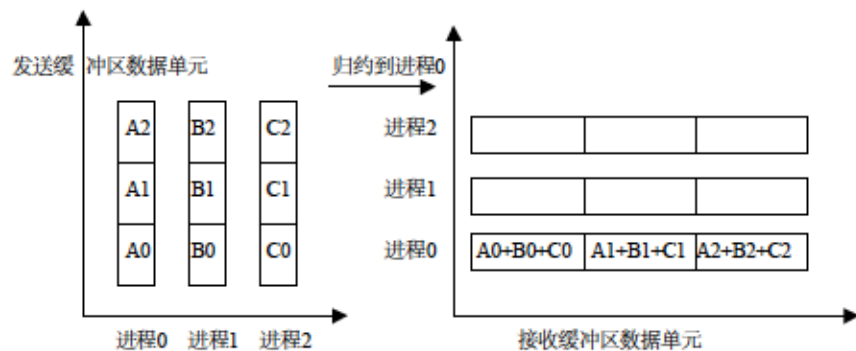 发送缓冲区数据单元
归约到进程0
A2 B2 C2
A1 B1 C1
A0 B0 C0
进程0 进程1 进程2
进程2
进程1
进程0 A0+B0+C0 A1+B1+C1 A2+B2+C2
接收缓冲区数据单元